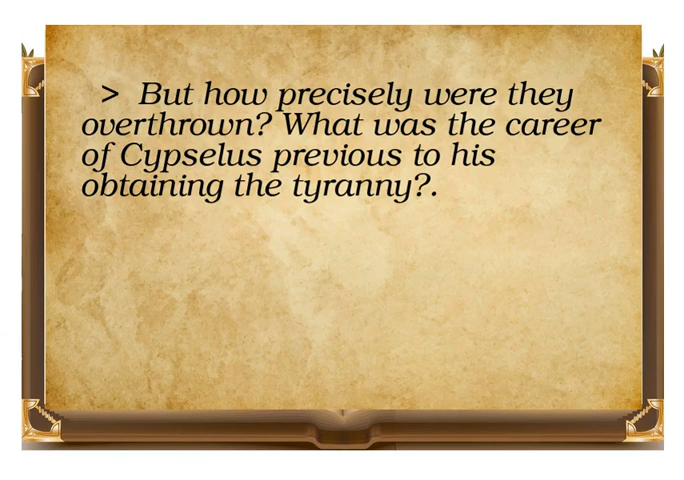 > But how precisely were they
overthrown? What was the career
of Cypselus previous to his
obtaining the tyranny?.